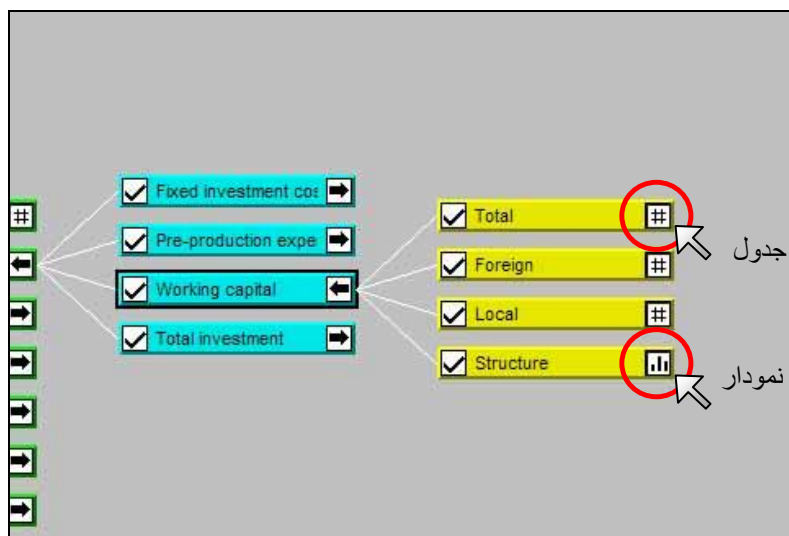 Fixed investment cos
Pre-production expe
Working capital
Total investment
Total
Foreign
Local
Structure
جدول
نمودار